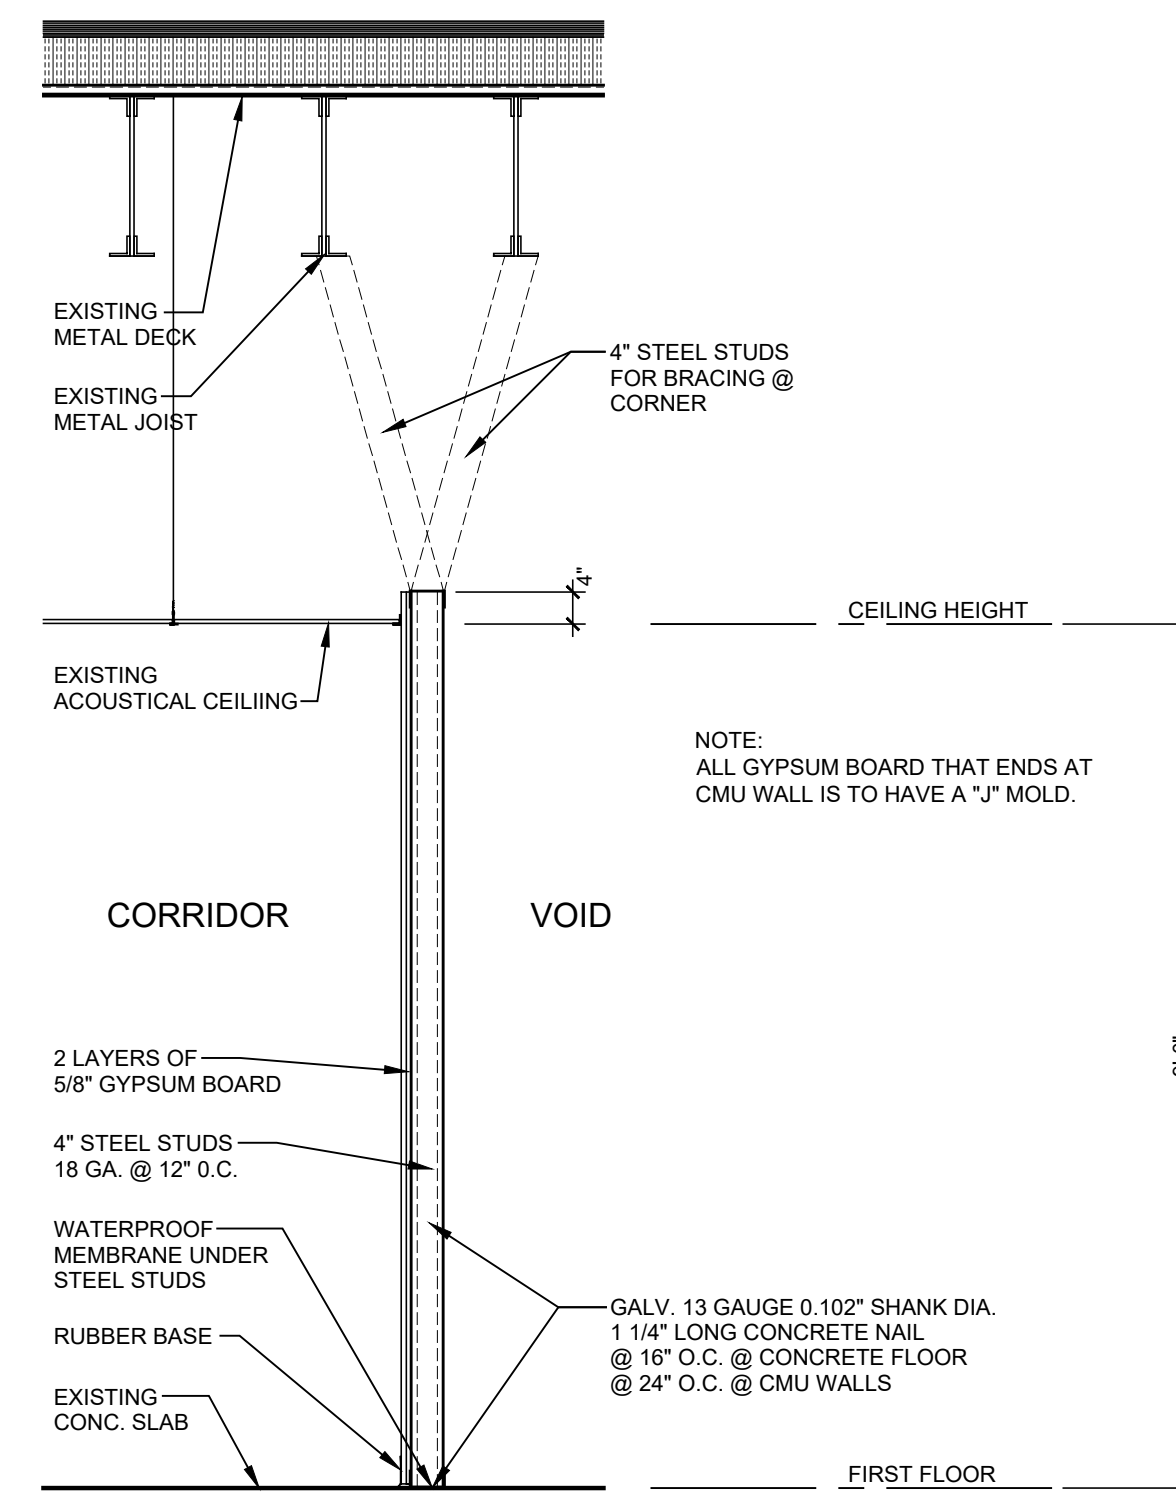 EXISTING
METAL DECK
EXISTING
METAL JOIST
4" STEEL STUDS
FOR BRACING @
CORNER
4"
CEILING HEIGHT
EXISTING
ACOUSTICAL CEILIING
NOTE:
ALL GYPSUM BOARD THAT ENDS AT
CMU WALL IS TO HAVE A "J" MOLD.
CORRIDOR
VOID
2 LAYERS OF
5/8" GYPSUM BOARD
4" STEEL STUDS
18 GA. @ 12" 0.C.
WATERPROOF
MEMBRANE UNDER
STEEL STUDS
RUBBER BASE
EXISTING
CONC. SLAB
GALV. 13 GAUGE 0.102" SHANK DIA.
1 1/4" LONG CONCRETE NAIL
@ 16" O.C. @ CONCRETE FLOOR
@ 24" O.C. @ CMU WALLS
FIRST FLOOR